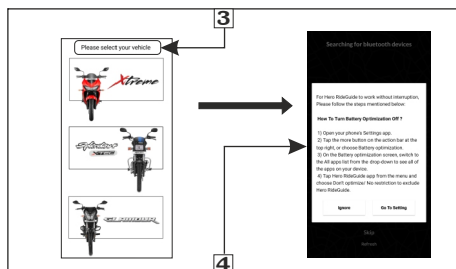 3
Please select your vehicle
Xtreme
Splendor+
XTEC
GLAMOUR
Searching for bluetooth devices
For Hero RideGuide to work without interruption,
Please follow the steps mentioned below
How To Turn Battery Optimization Off ?
1) Open your phone's Settings app.
2) Tap the more button on the action bar at the
top right, or choose Battery optimization.
3) On the Battery optimization screen, switch to
the All apps list from the drop-down to see all of
the apps on your device.
4) Tap Hero RideGuide app from the menu and
choose Don't optimize/ No restriction to exclude
Hero RideGuide.
Ignore
Go To Setting
Skip
Refresh
4